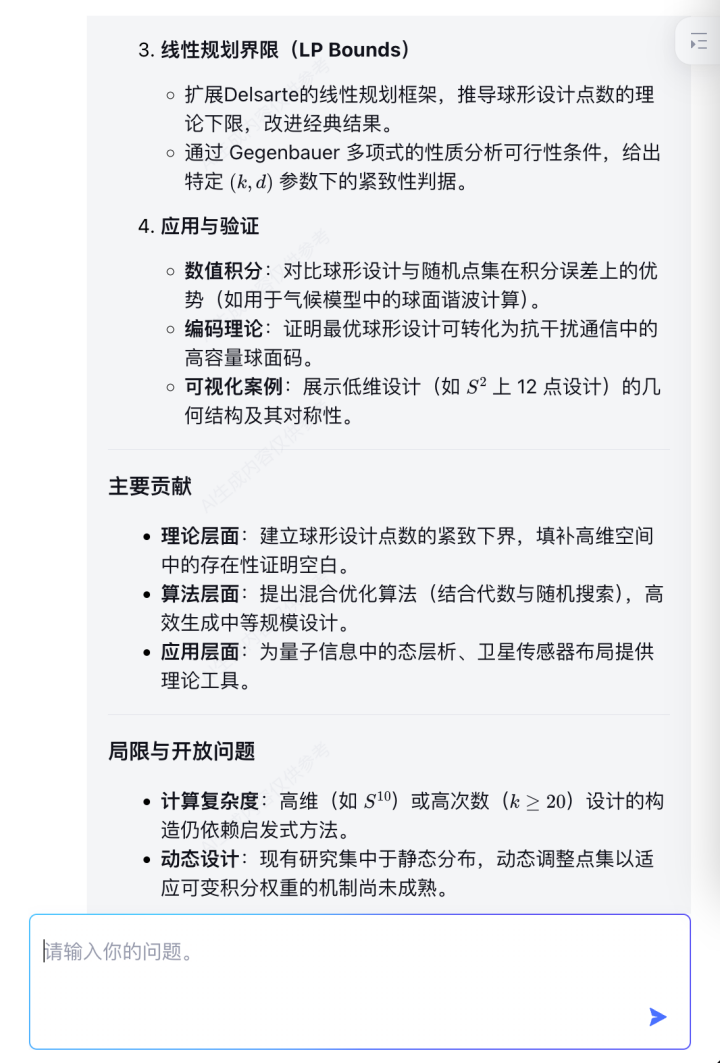 3. 线性规划界限（LP Bounds）
○ 扩展Delsarte的线性规划框架，推导球形设计点数的理
论下限，改进经典结果。
○ 通过 Gegenbauer 多项式的性质分析可行性条件，给出
特定 (k, d) 参数下的紧致性判据。
4. 应用与验证
○ 数值积分：对比球形设计与随机点集在积分误差上的优
势（如用于气候模型中的球面谐波计算）。
○ 编码理论：证明最优球形设计可转化为抗干扰通信中的
高容量球面码。
○ 可视化案例：展示低维设计（如 S² 上 12 点设计）的几
何结构及其对称性。
主要贡献
• 理论层面：建立球形设计点数的紧致下界，填补高维空间
中的存在性证明空白。
• 算法层面：提出混合优化算法（结合代数与随机搜索），高
效生成中等规模设计。
• 应用层面：为量子信息中的态层析、卫星传感器布局提供
理论工具。
局限与开放问题
• 计算复杂度：高维（如 S¹⁰）或高次数（k ≥ 20）设计的构
造仍依赖启发式方法。
• 动态设计：现有研究集中于静态分布，动态调整点集以适
应可变积分权重的机制尚未成熟。
请输入你的问题。
AI生成内容仅供参考